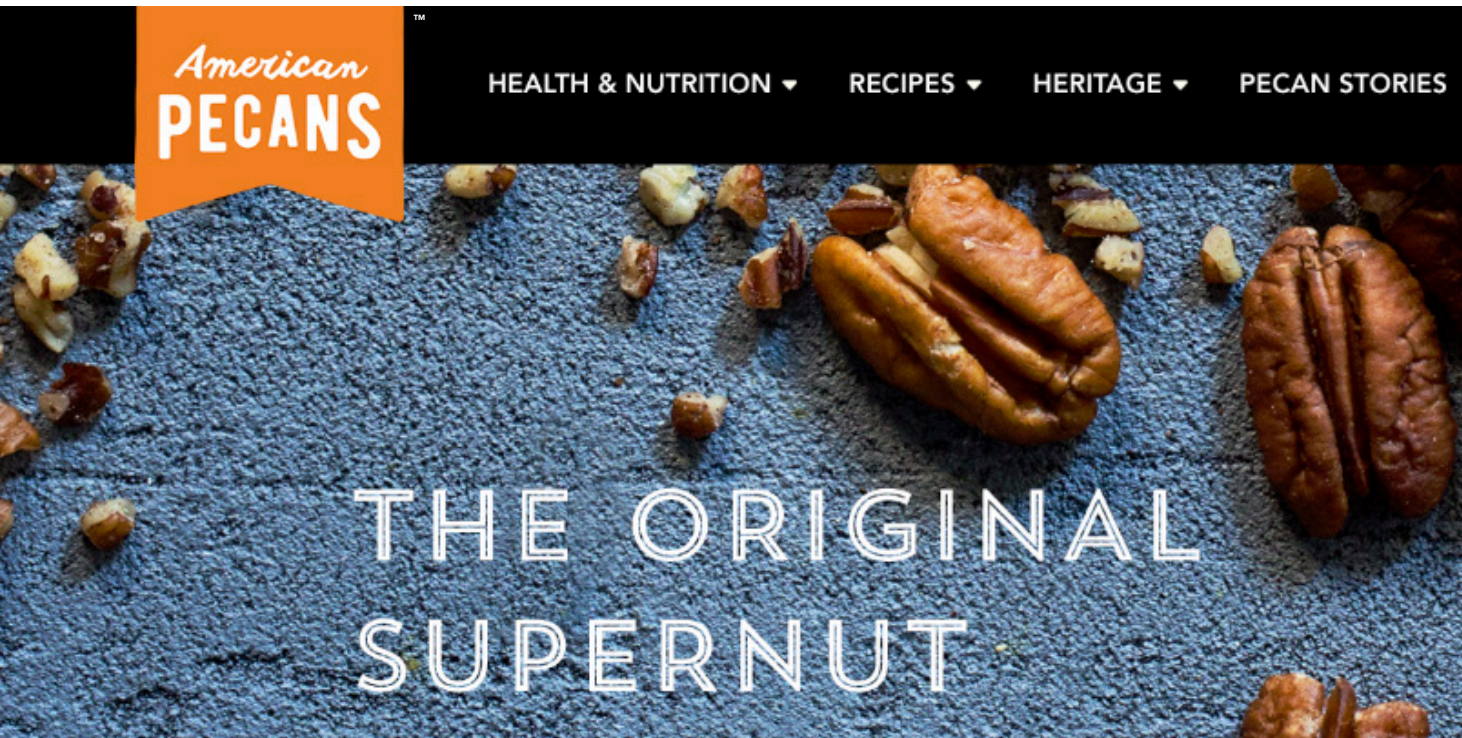 American
PECANS
™
HEALTH & NUTRITION
RECIPES
HERITAGE
PECAN STORIES
THE ORIGINAL
SUPERNUT